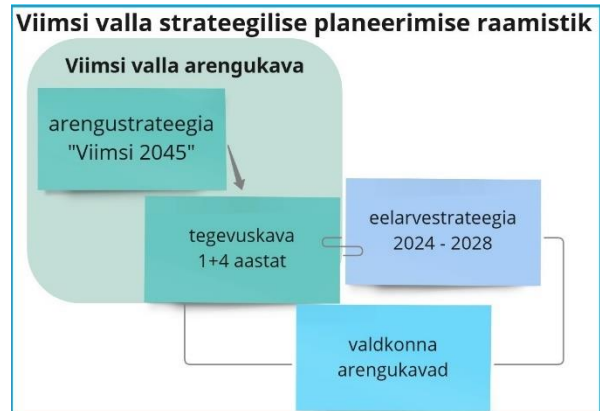 Viimsi valla strateegilise planeerimise raamistik
Viimsi valla arengukava
arengustrateegia
"Viimsi 2045"
tegevuskava
1+4 aastat
eelarvestrateegia
2024 - 2028
valdkonna
arengukavad